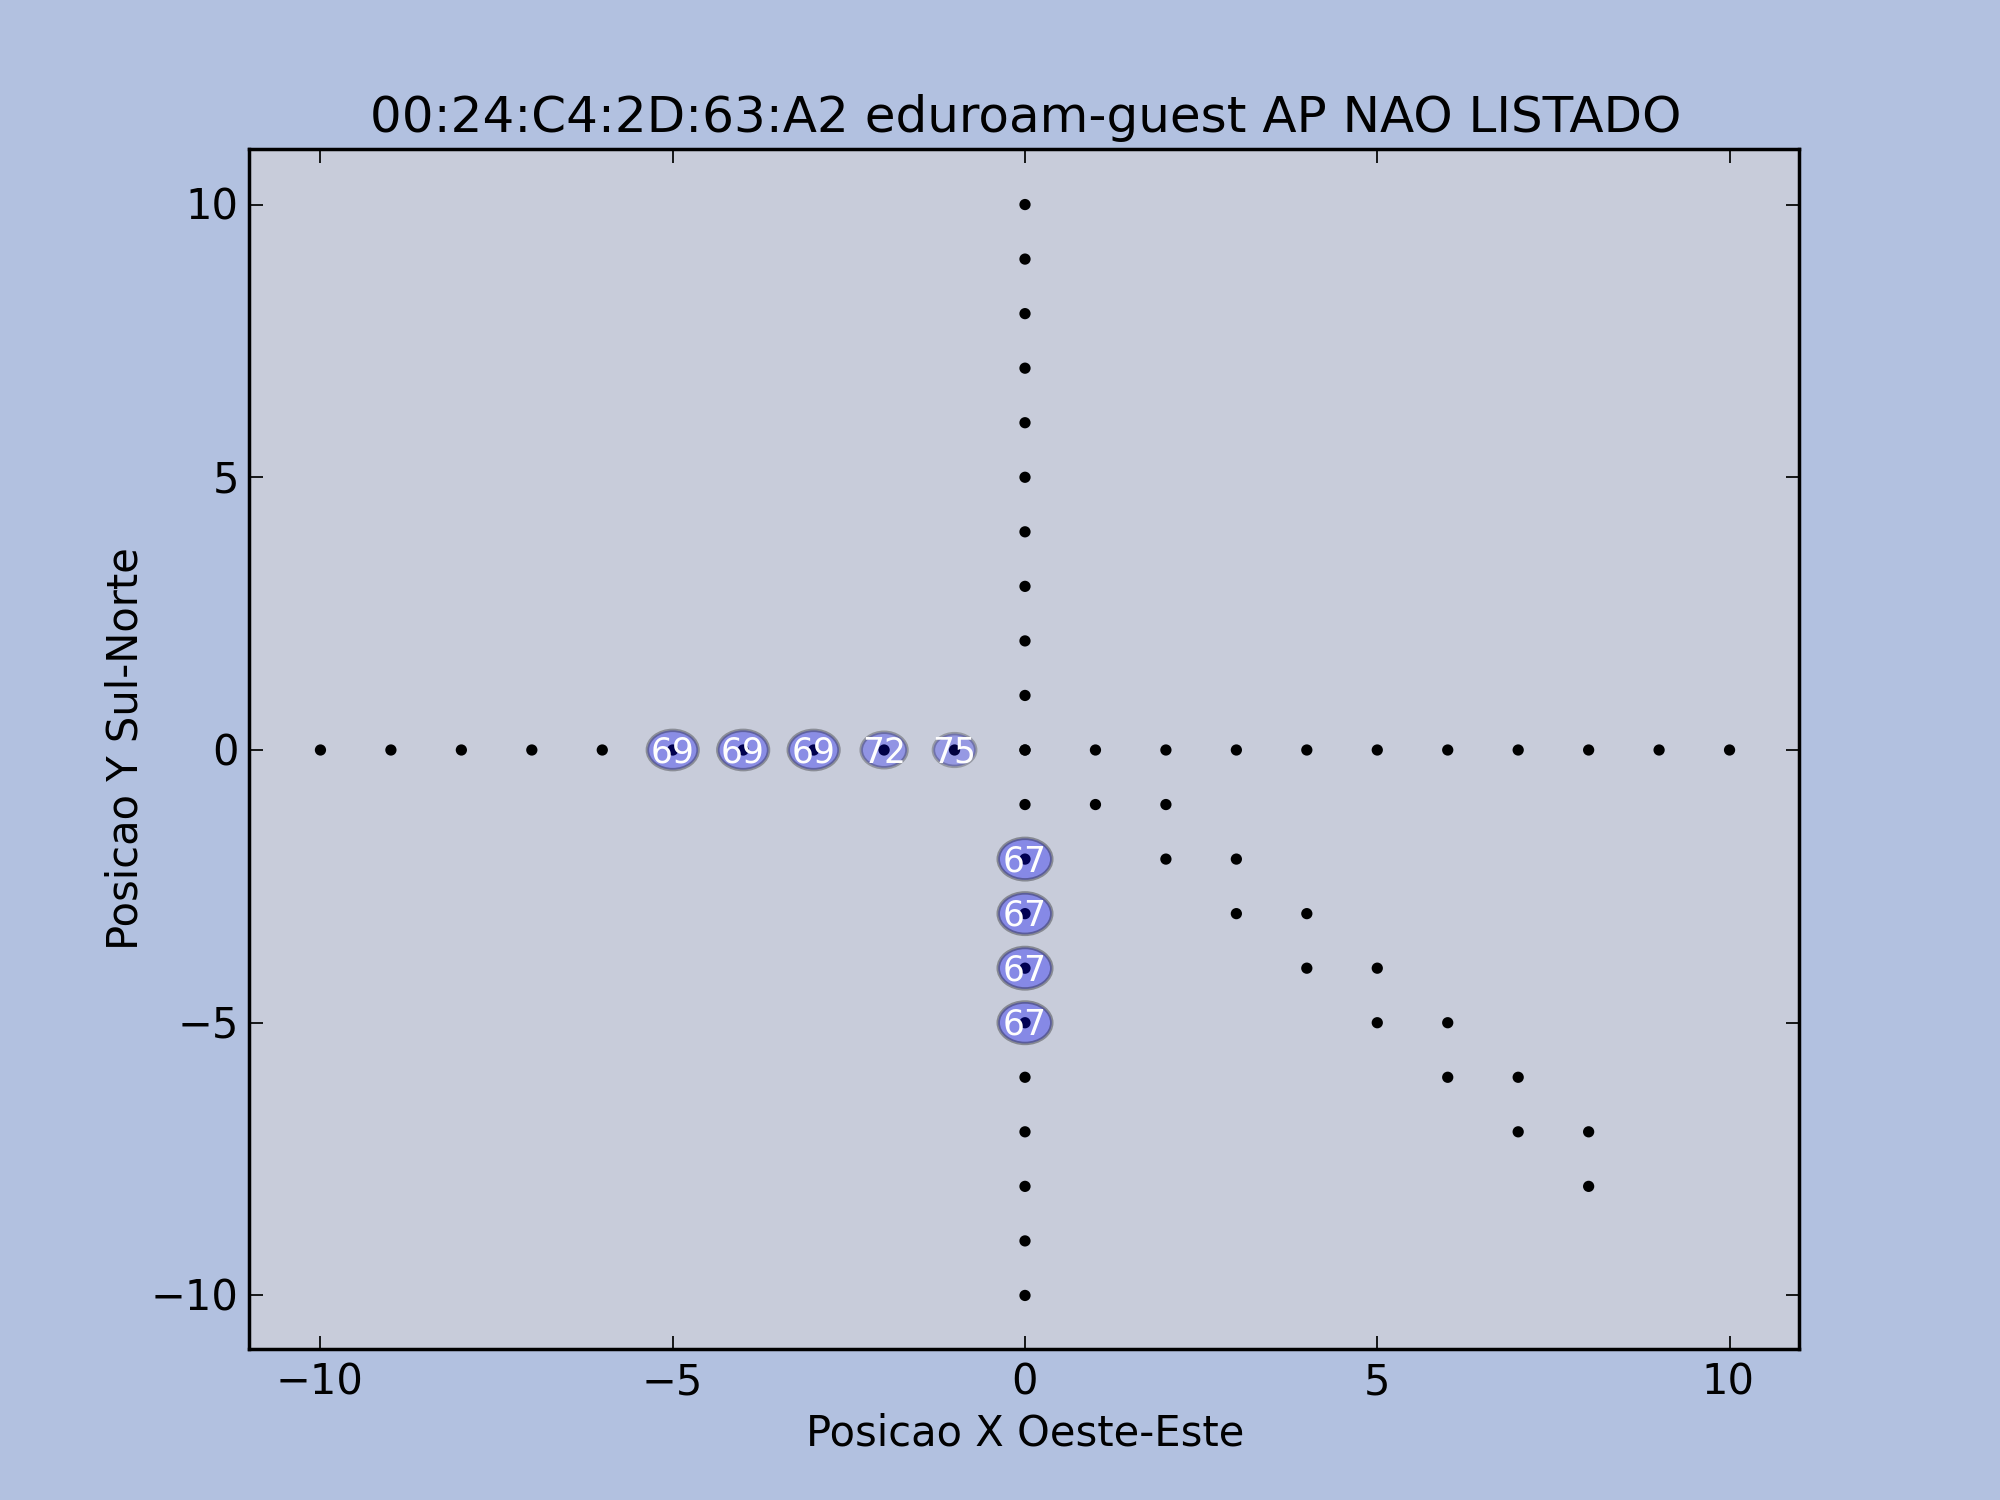 00:24:C4:2D:63:A2 eduroam-guest AP NAO LISTADO
10
5
0
−5
−10
Posicao Y Sul-Norte
69 69 69 72 75
67
67
67
67
−10 −5 0 5 10
Posicao X Oeste-Este